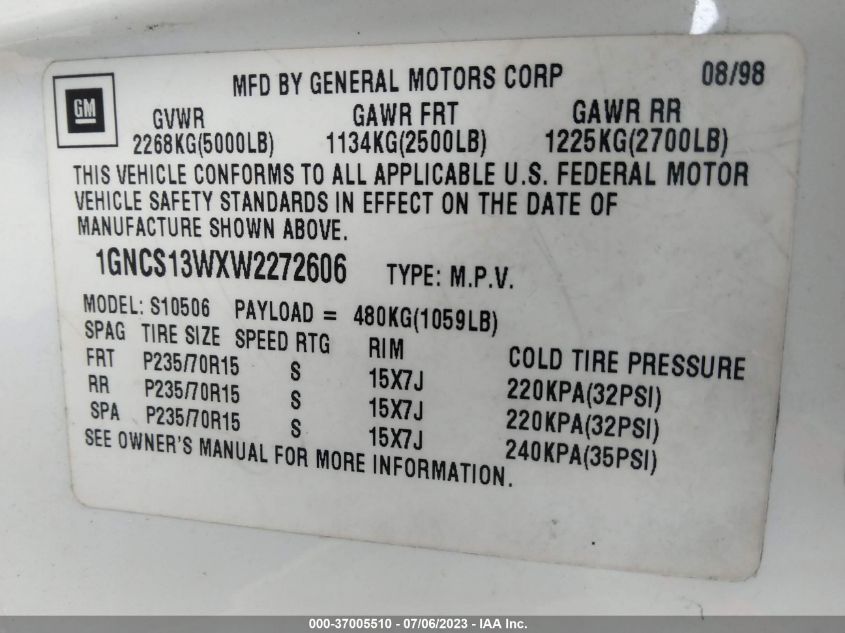 MFD BY GENERAL MOTORS CORP 08/98
GM
GVWR GAWR FRT GAWR RR
2268KG(5000LB) 1134KG(2500LB) 1225KG(2700LB)
THIS VEHICLE CONFORMS TO ALL APPLICABLE U.S. FEDERAL MOTOR
VEHICLE SAFETY STANDARDS IN EFFECT ON THE DATE OF
MANUFACTURE SHOWN ABOVE.
1GNCS13WXW2272606 TYPE: M.P.V.
MODEL: S10506 PAYLOAD = 480KG(1059LB)
SPAG TIRE SIZE SPEED RTG RIM COLD TIRE PRESSURE
FRT P235/70R15 S 15X7J 220KPA(32PSI)
RR P235/70R15 S 15X7J 220KPA(32PSI)
SPA P235/70R15 S 15X7J 240KPA(35PSI)
SEE OWNER'S MANUAL FOR MORE INFORMATION.
000-37005510 - 07/06/2023 - IAA Inc.